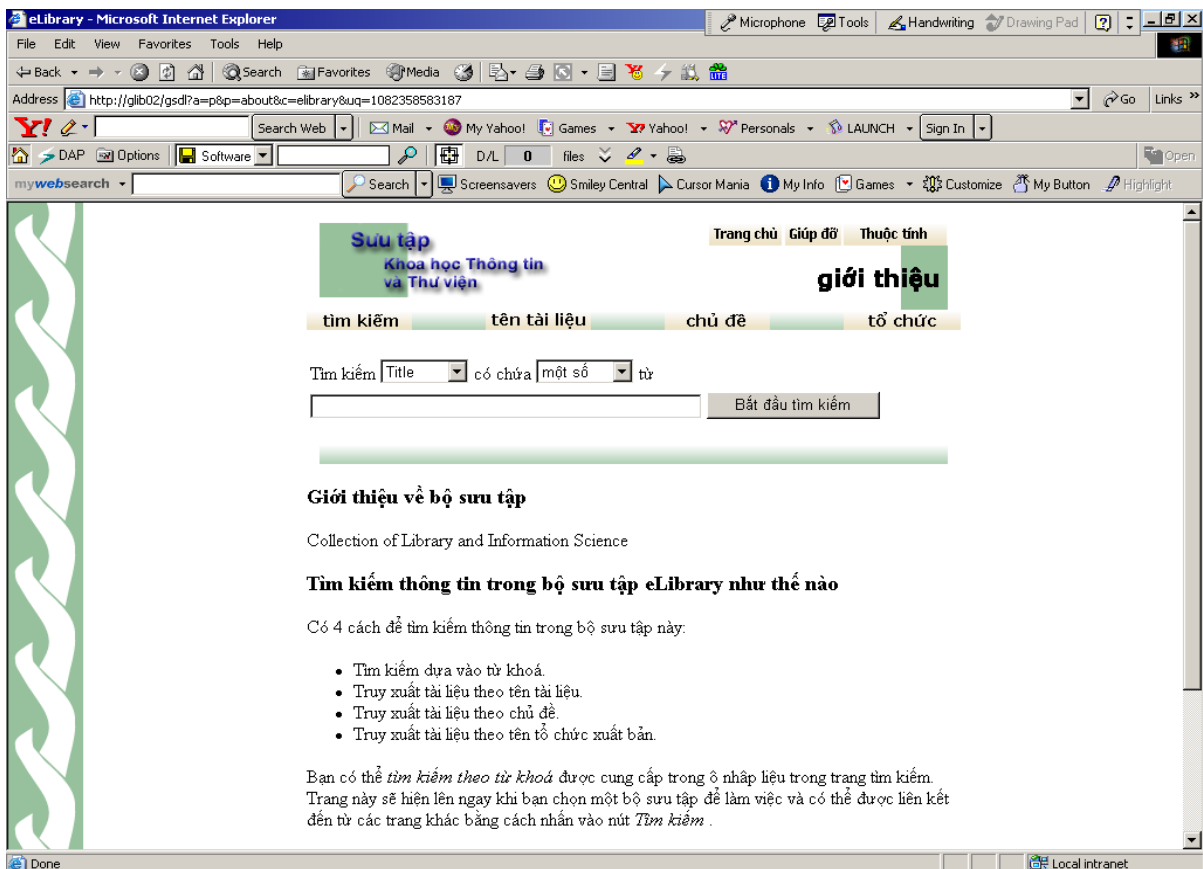 eLibrary - Microsoft Internet Explorer
Microphone Tools Handwriting Drawing Pad
File Edit View Favorites Tools Help
Back Search Favorites Media
Address http://glib02/gsdl?a=p&p=about&c=elibrary&uq=1082358583187 Go Links »
Y! Search Web Mail My Yahoo! Games Yahoo! Personals LAUNCH Sign In
DAP Options Software D/L 0 files Open
mywebsearch Search Screensavers Smiley Central Cursor Mania My Info Games Customize My Button Highlight
Trang chủ Giúp đỡ Thuộc tính
Sưu tập
Khoa học Thông tin
và Thư viện
giới thiệu
tìm kiếm tên tài liệu chủ đề tổ chức
Tìm kiếm Title có chứa một số từ
Bắt đầu tìm kiếm
Giới thiệu về bộ sưu tập
Collection of Library and Information Science
Tìm kiếm thông tin trong bộ sưu tập eLibrary như thế nào
Có 4 cách để tìm kiếm thông tin trong bộ sưu tập này:
• Tìm kiếm dựa vào từ khoá.
• Truy xuất tài liệu theo tên tài liệu.
• Truy xuất tài liệu theo chủ đề.
• Truy xuất tài liệu theo tên tổ chức xuất bản.
Bạn có thể tìm kiếm theo từ khoá được cung cấp trong ô nhâp liệu trong trang tìm kiếm.
Trang này sẽ hiện lên ngay khi bạn chọn một bộ sưu tập để làm việc và có thể được liên kết
đến từ các trang khác bằng cách nhấn vào nút Tìm kiếm .
Done Local intranet